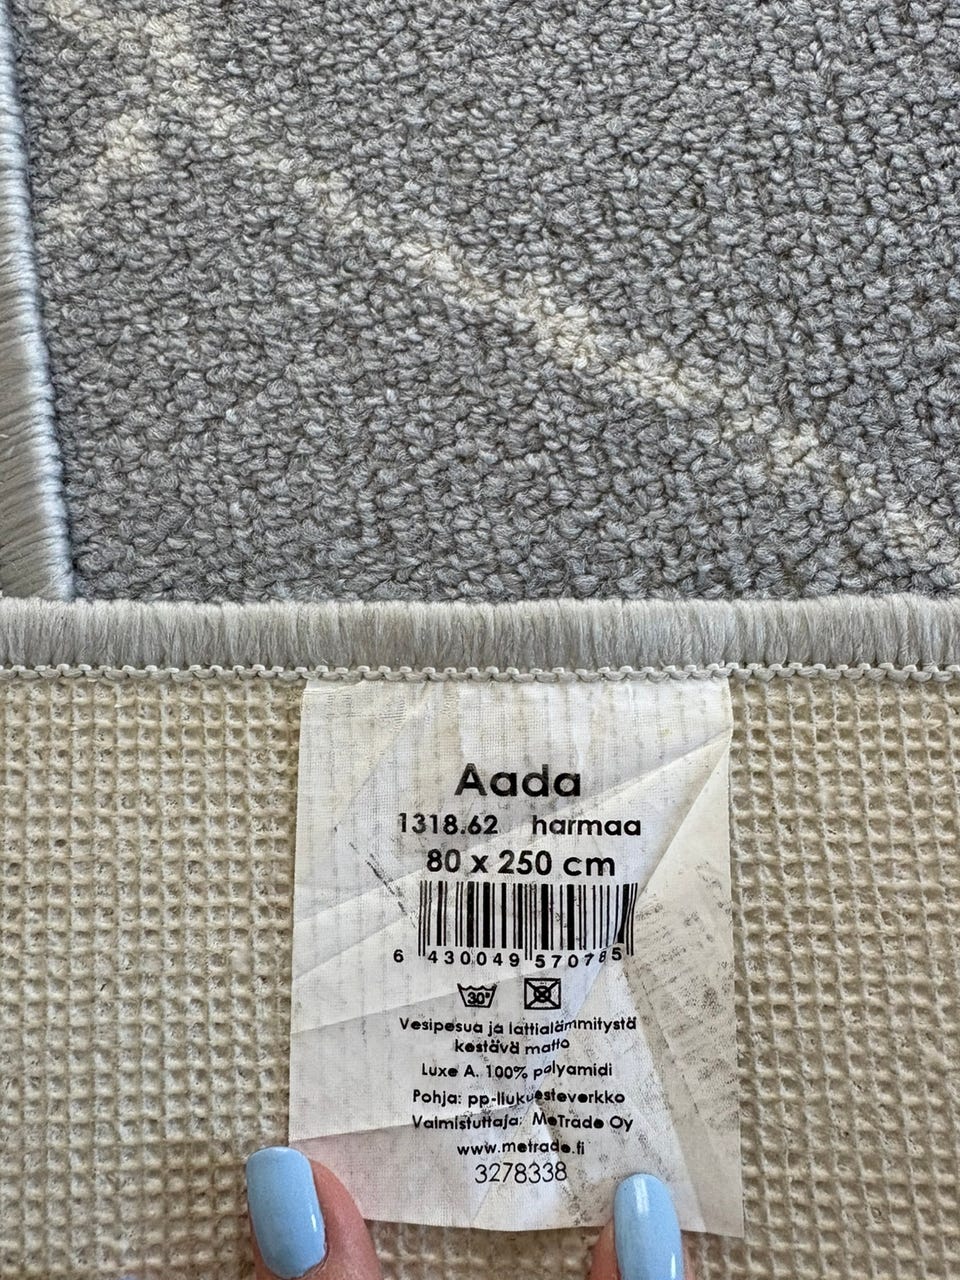 Aada
1318.62 harmaa
80 x 250 cm
6 430049 570785
30°
Vesipesua ja lattialämmitystä
kestävä matto
Luxe A. 100% polyamidi
Pohja: pp-liukuesteverkko
Valmistuttaja: MeTrade Oy
www.metrade.fi
3278338